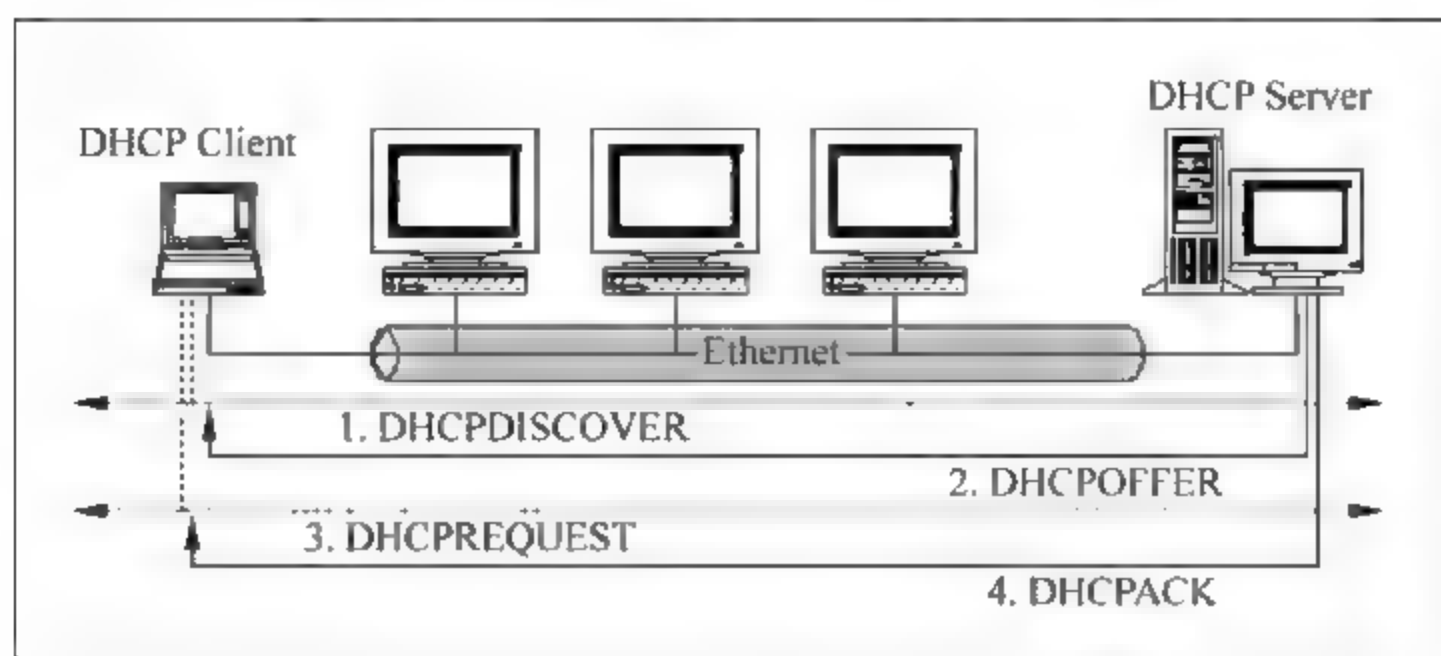 DHCP Server
DHCP Client
Ethernet
1. DHCPDISCOVER
2. DHCPOFFER
3. DHCPREQUEST
4. DHCPACK